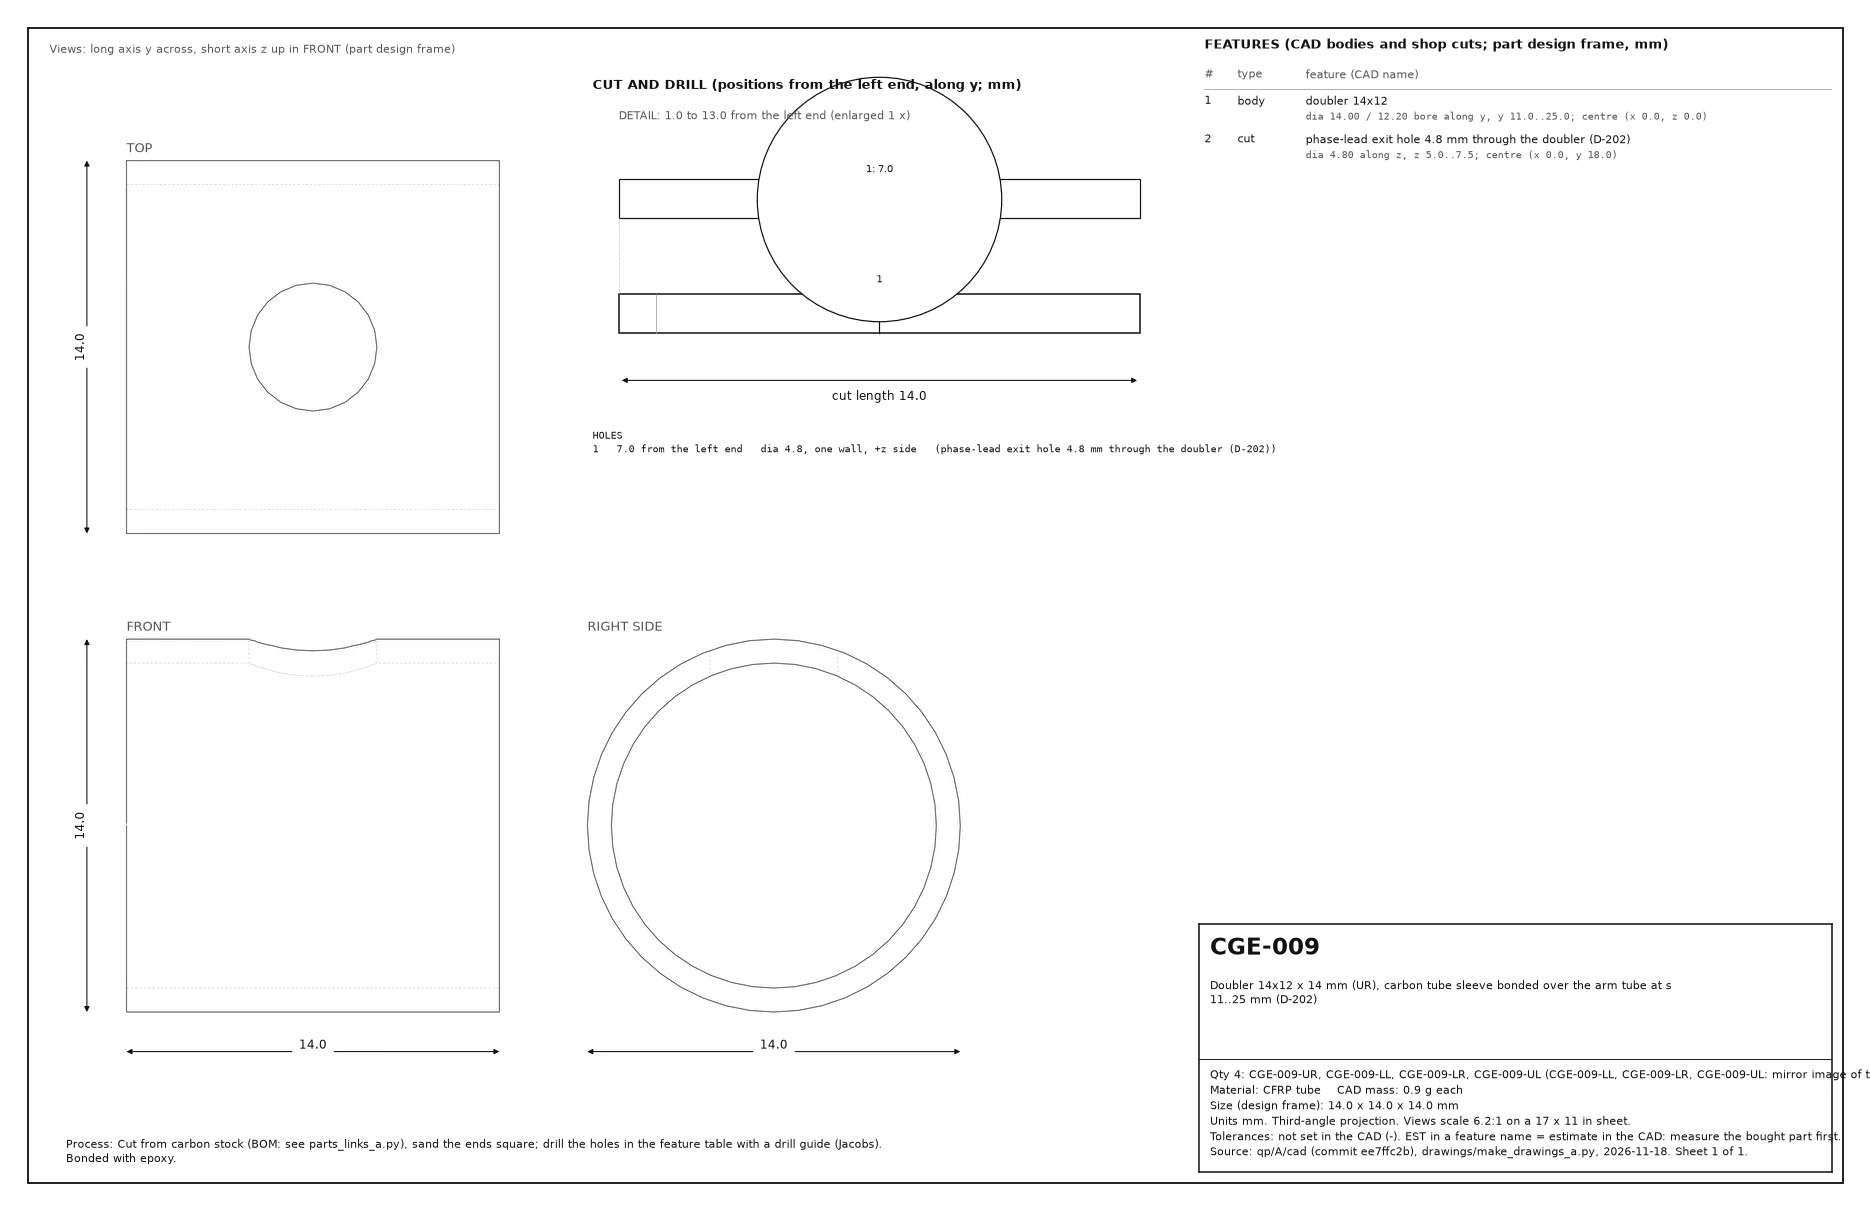 Views: long axis y across, short axis z up in FRONT (part design frame)
CUT AND DRILL (positions from the left end, along y; mm)
DETAIL: 1.0 to 13.0 from the left end (enlarged 1 x)
1: 7.0
1
cut length 14.0
HOLES
1 7.0 from the left end dia 4.8, one wall, +z side (phase-lead exit hole 4.8 mm through the doubler (D-202))
TOP
14.0
FRONT
14.0
14.0
RIGHT SIDE
14.0
FEATURES (CAD bodies and shop cuts; part design frame, mm)
# type feature (CAD name)
1 body doubler 14x12
dia 14.00 / 12.20 bore along y, y 11.0..25.0; centre (x 0.0, z 0.0)
2 cut phase-lead exit hole 4.8 mm through the doubler (D-202)
dia 4.80 along z, z 5.0..7.5; centre (x 0.0, y 18.0)
CGE-009
Doubler 14x12 x 14 mm (UR), carbon tube sleeve bonded over the arm tube at s
11..25 mm (D-202)
Qty 4: CGE-009-UR, CGE-009-LL, CGE-009-LR, CGE-009-UL (CGE-009-LL, CGE-009-LR, CGE-009-UL: mirror image of t
Material: CFRP tube CAD mass: 0.9 g each
Size (design frame): 14.0 x 14.0 x 14.0 mm
Units mm. Third-angle projection. Views scale 6.2:1 on a 17 x 11 in sheet.
Tolerances: not set in the CAD (-). EST in a feature name = estimate in the CAD: measure the bought part first.
Source: qp/A/cad (commit ee7ffc2b), drawings/make_drawings_a.py, 2026-11-18. Sheet 1 of 1.
Process: Cut from carbon stock (BOM: see parts_links_a.py), sand the ends square; drill the holes in the feature table with a drill guide (Jacobs).
Bonded with epoxy.